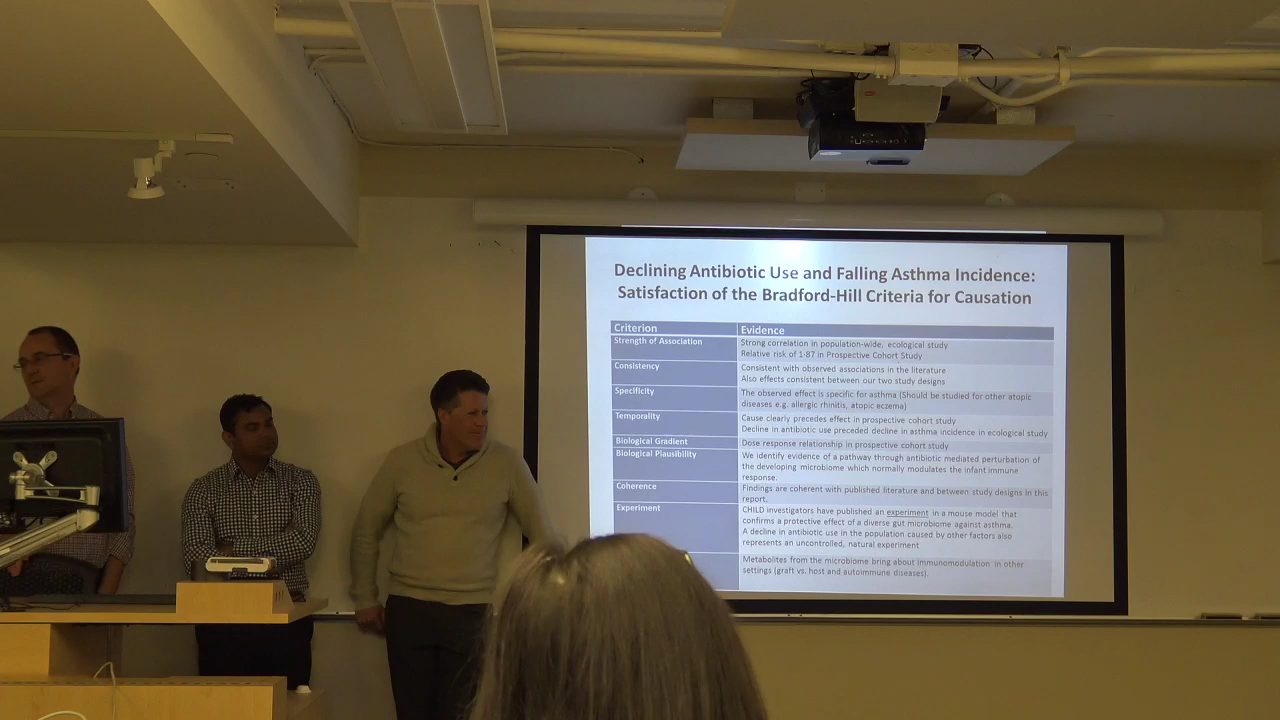 Declining Antibiotic Use and Falling Asthma Incidence:
Satisfaction of the Bradford-Hill Criteria for Causation
Criterion Evidence
Strength of Association Strong correlation in population-wide, ecological study
Relative risk of 1·87 in Prospective Cohort Study
Consistency Consistent with observed associations in the literature
Also effects consistent between our two study designs
Specificity The observed effect is specific for asthma (Should be studied for other atopic
diseases e.g. allergic rhinitis, atopic eczema)
Temporality Cause clearly precedes effect in prospective cohort study
Decline in antibiotic use preceded decline in asthma incidence in ecological study
Biological Gradient Dose response relationship in prospective cohort study
Biological Plausibility We identify evidence of a pathway through antibiotic mediated perturbation of
the developing microbiome which normally modulates the infant immune
response.
Coherence Findings are coherent with published literature and between study designs in this
report.
Experiment CHILD investigators have published an experiment in a mouse model that
confirms a protective effect of a diverse gut microbiome against asthma.
A decline in antibiotic use in the population caused by other factors also
represents an uncontrolled, natural experiment
Metabolites from the microbiome bring about immunomodulation in other
settings (graft vs. host and autoimmune diseases).